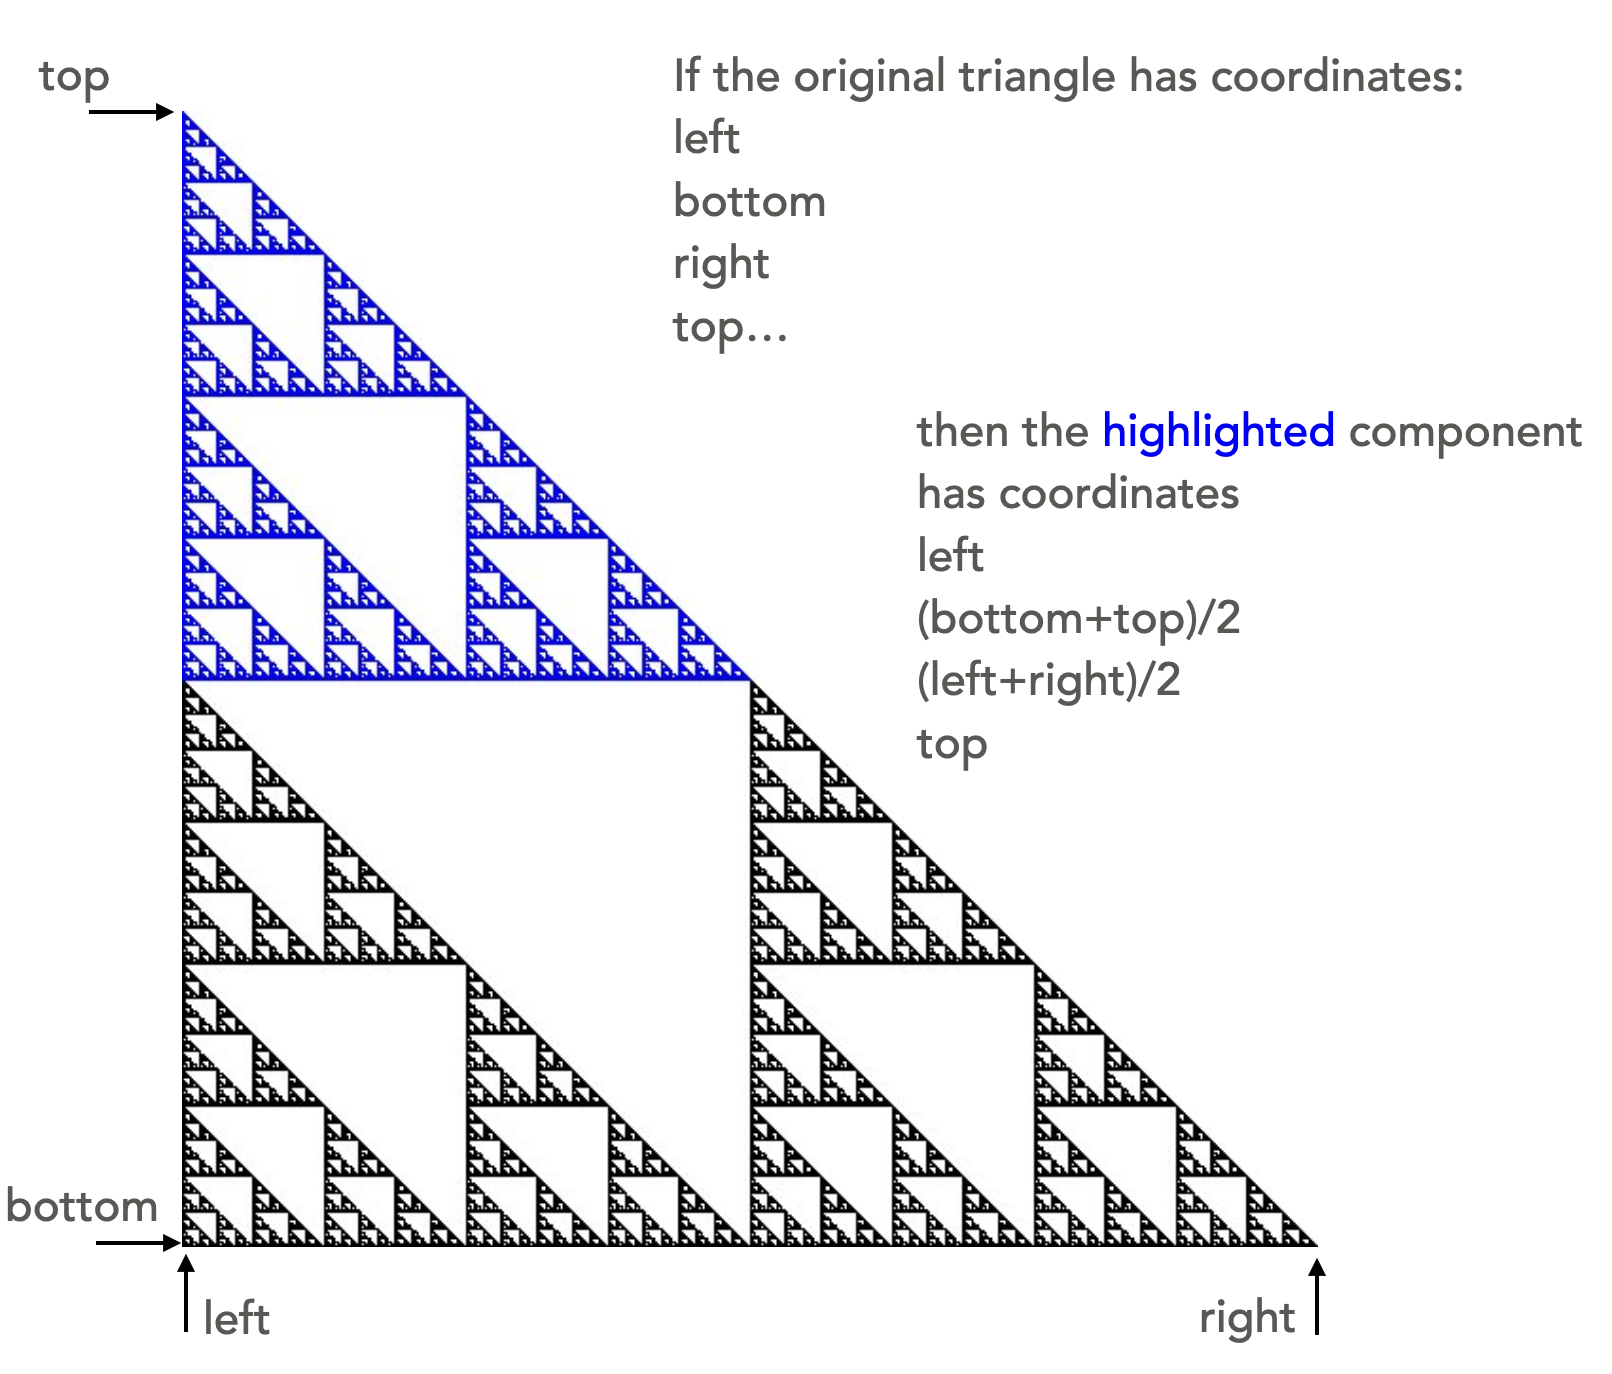 top
If the original triangle has coordinates:
left
bottom
right
top…
then the highlighted component
has coordinates
left
(bottom+top)/2
(left+right)/2
top
bottom
left
right